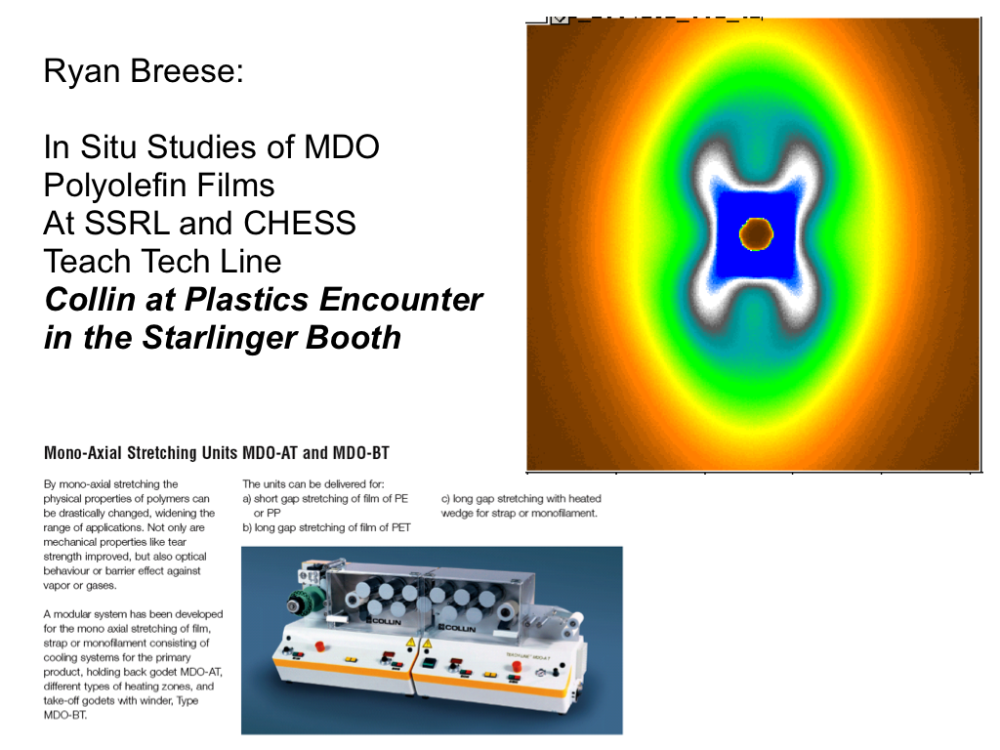 Ryan Breese:
In Situ Studies of MDO
Polyolefin Films
At SSRL and CHESS
Teach Tech Line
Collin at Plastics Encounter
in the Starlinger Booth
Mono-Axial Stretching Units MDO-AT and MDO-BT
By mono-axial stretching the
physical properties of polymers can
be drastically changed, widening the
range of applications. Not only are
mechanical properties like tear
strength improved, but also optical
behaviour or barrier effect against
vapor or gases.
A modular system has been developed
for the mono axial stretching of film,
strap or monofilament consisting of
cooling systems for the primary
product, holding back godet MDO-AT,
different types of heating zones, and
take-off godets with winder, Type
MDO-BT.
The units can be delivered for:
a) short gap stretching of film of PE
or PP
b) long gap stretching of film of PET
c) long gap stretching with heated
wedge for strap or monofilament.
COLLIN
COLLIN